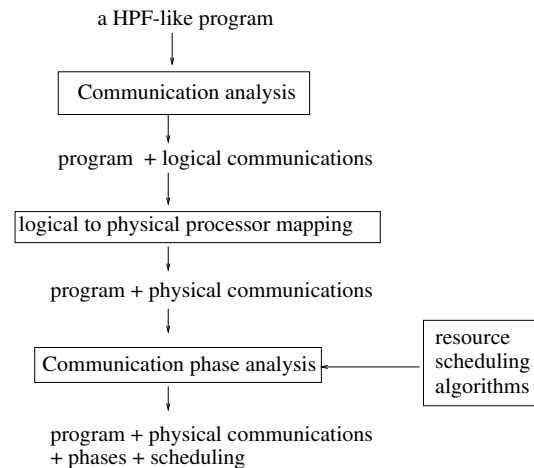 a HPF-like program
Communication analysis
program + logical communications
logical to physical processor mapping
program + physical communications
Communication phase analysis
resource
scheduling
algorithms
program + physical communications
+ phases + scheduling